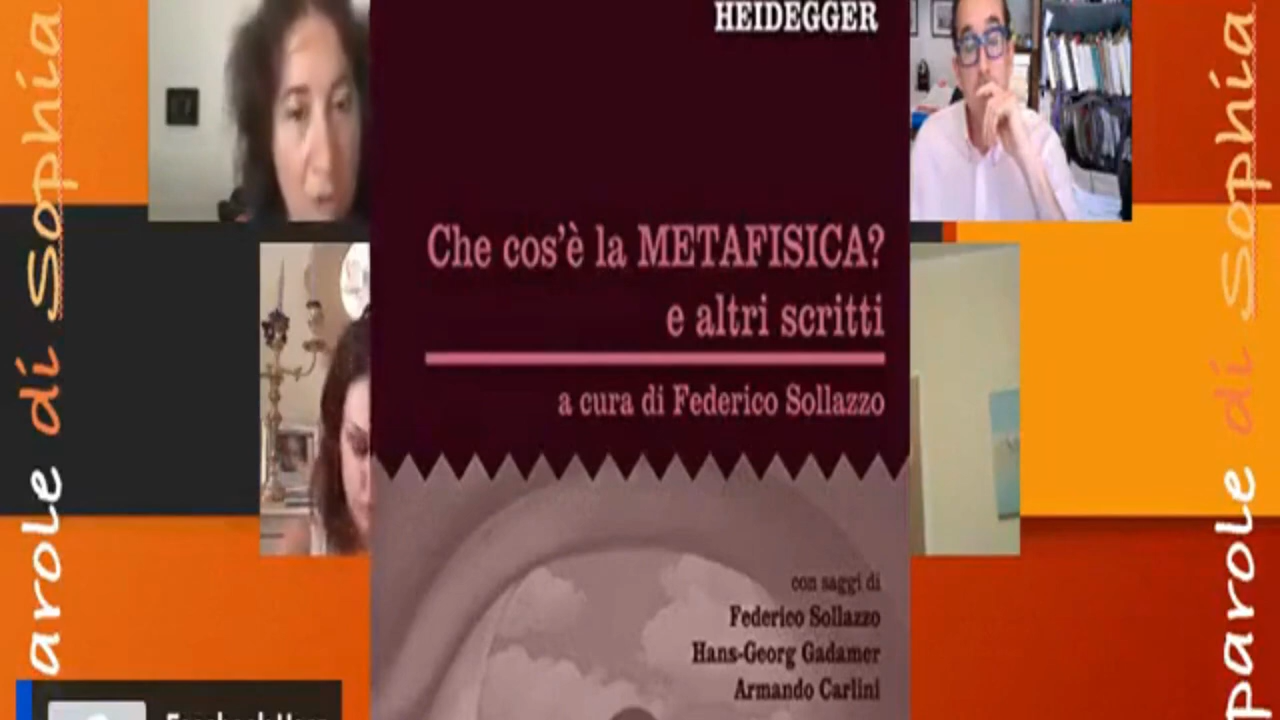 HEIDEGGER
Che cos'è la METAFISICA?
e altri scritti
a cura di Federico Sollazzo
con saggi di
Federico Sollazzo
Hans-Georg Gadamer
Armando Carlini
arole di Sophia
parole di Sophia